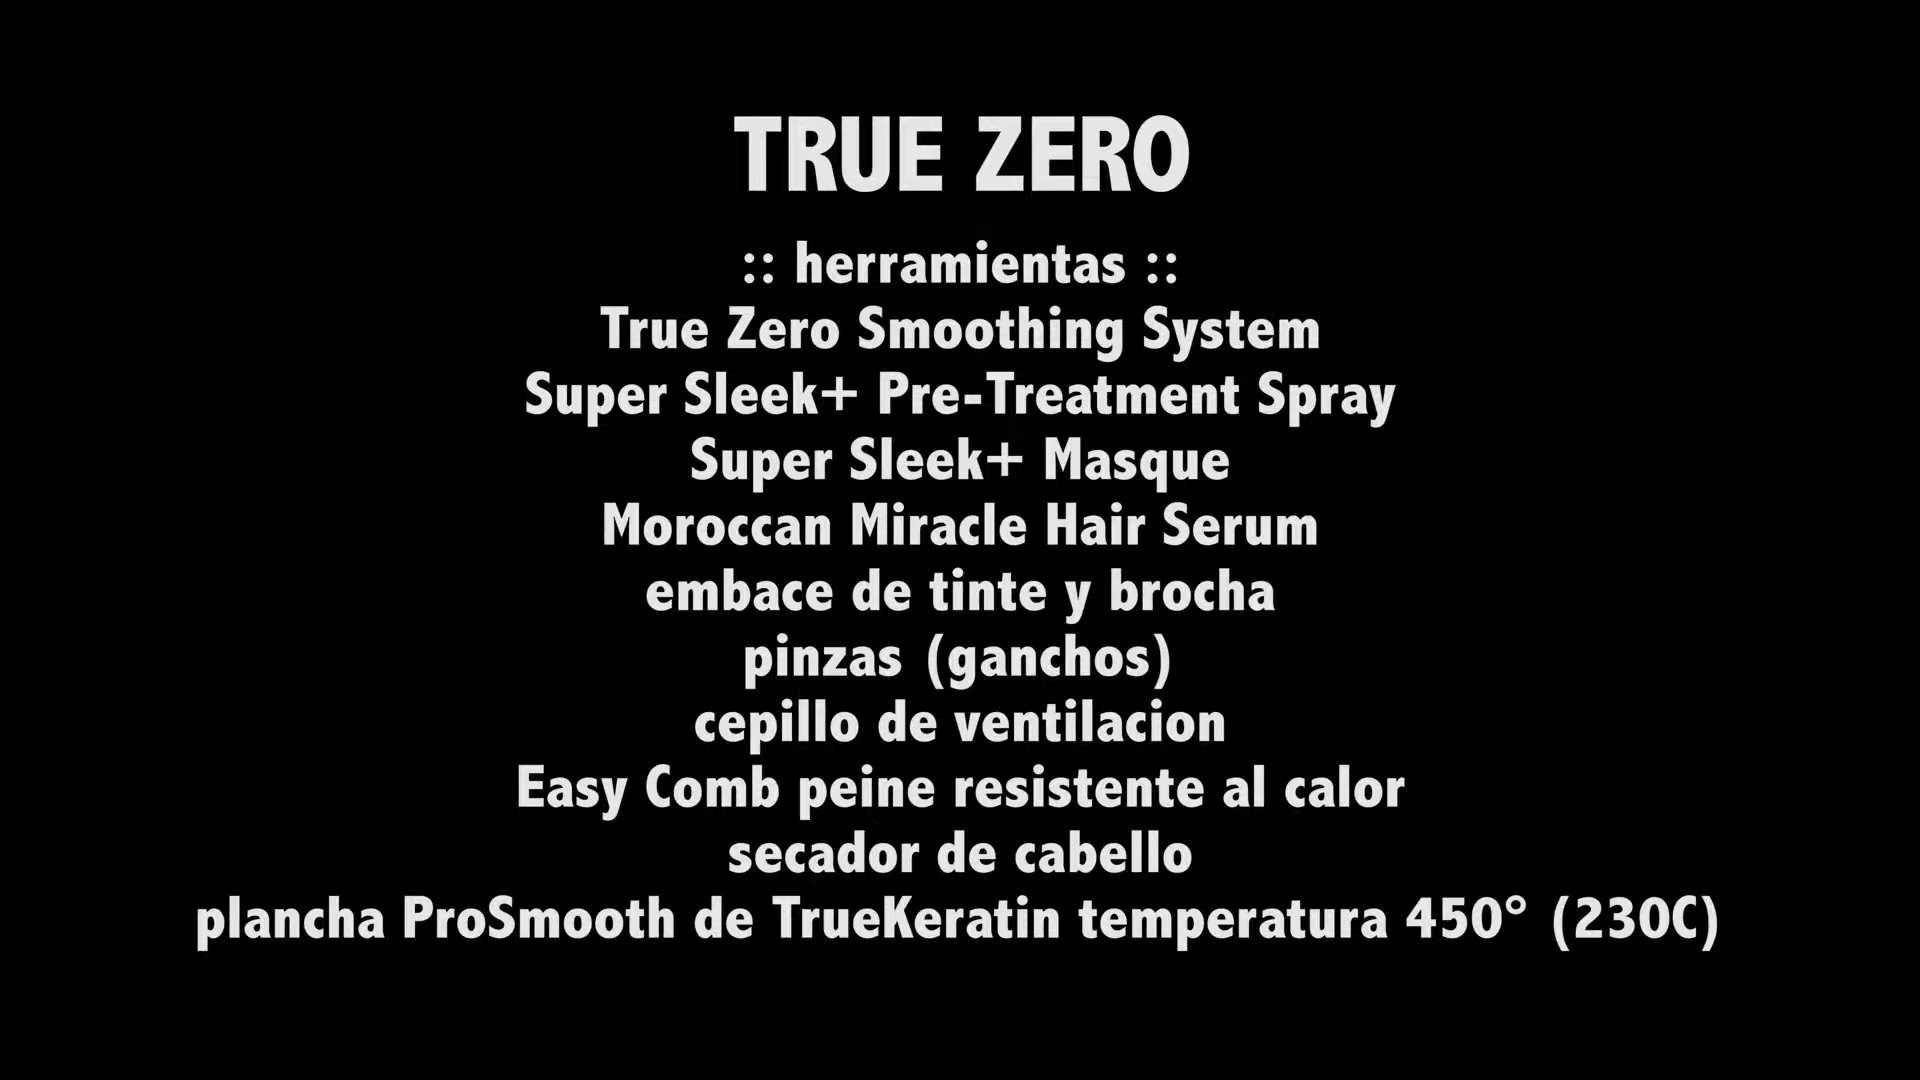 TRUE ZERO
:: herramientas ::
True Zero Smoothing System
Super Sleek+ Pre-Treatment Spray
Super Sleek+ Masque
Moroccan Miracle Hair Serum
embace de tinte y brocha
pinzas (ganchos)
cepillo de ventilacion
Easy Comb peine resistente al calor
secador de cabello
plancha ProSmooth de TrueKeratin temperatura 450° (230C)